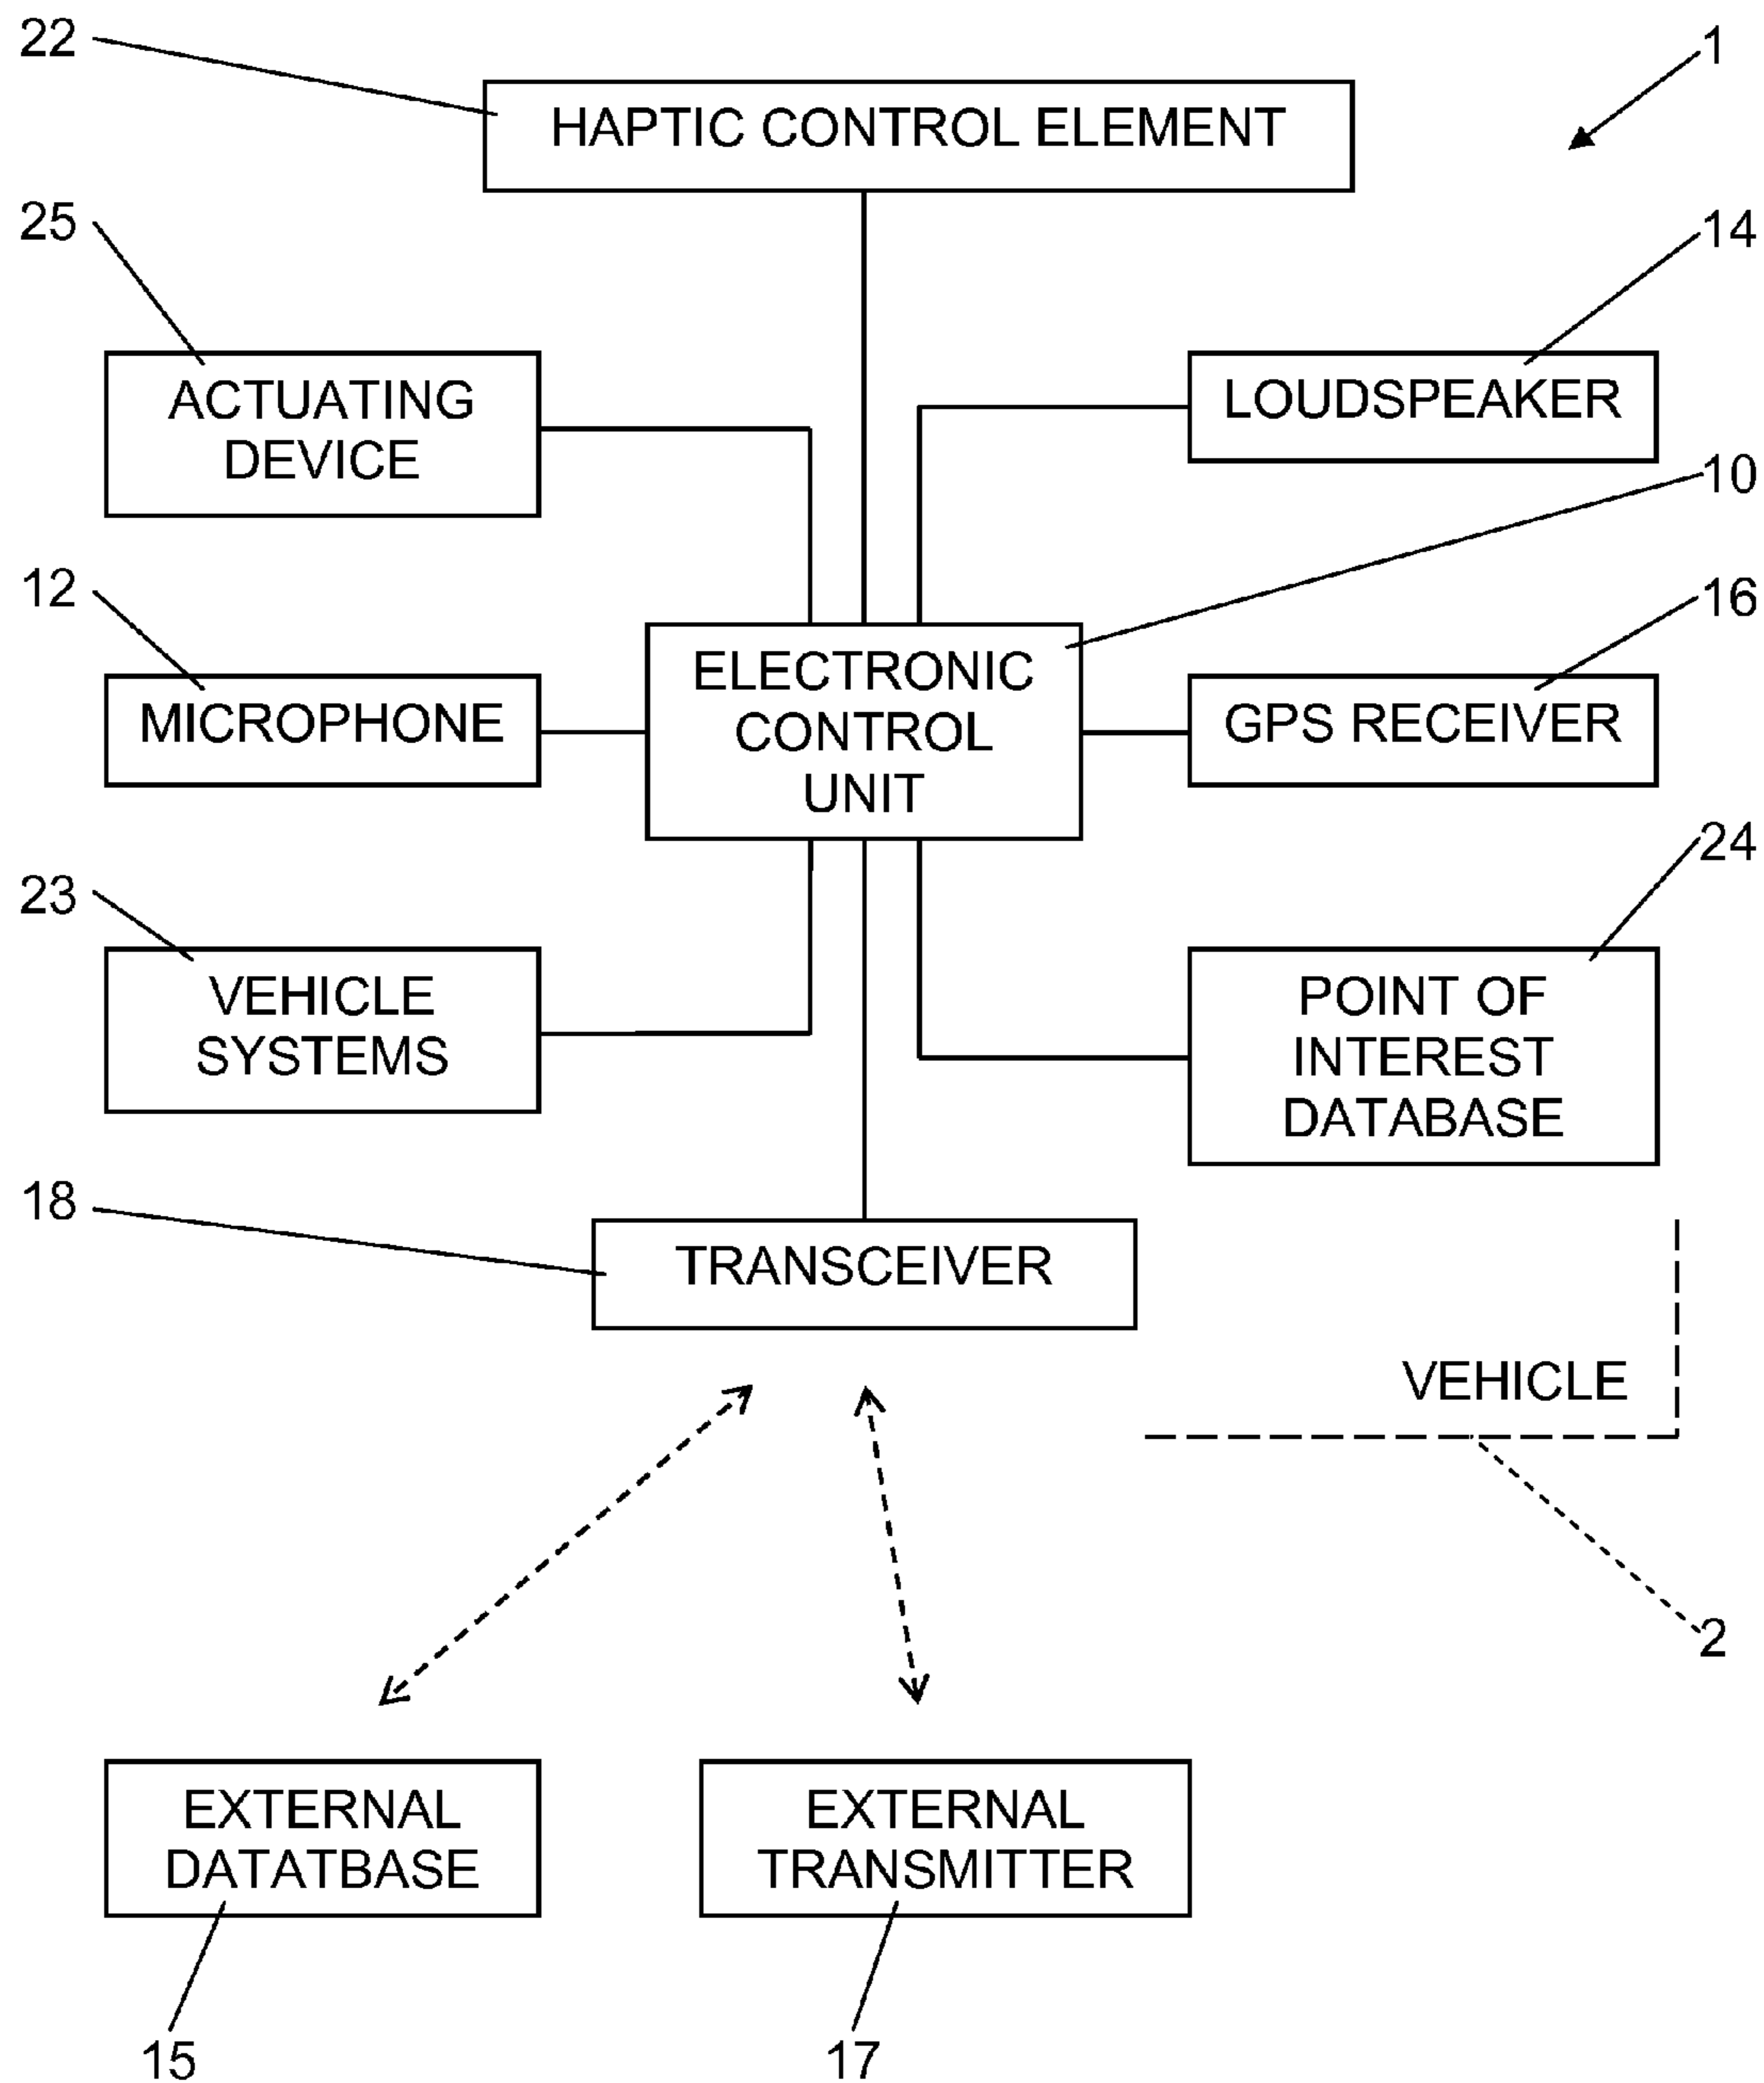 22
1
HAPTIC CONTROL ELEMENT
25
14
ACTUATING
DEVICE
LOUDSPEAKER
10
12
16
MICROPHONE
ELECTRONIC
CONTROL
UNIT
GPS RECEIVER
24
23
VEHICLE
SYSTEMS
POINT OF
INTEREST
DATABASE
18
TRANSCEIVER
VEHICLE
2
EXTERNAL
DATATBASE
EXTERNAL
TRANSMITTER
15
17